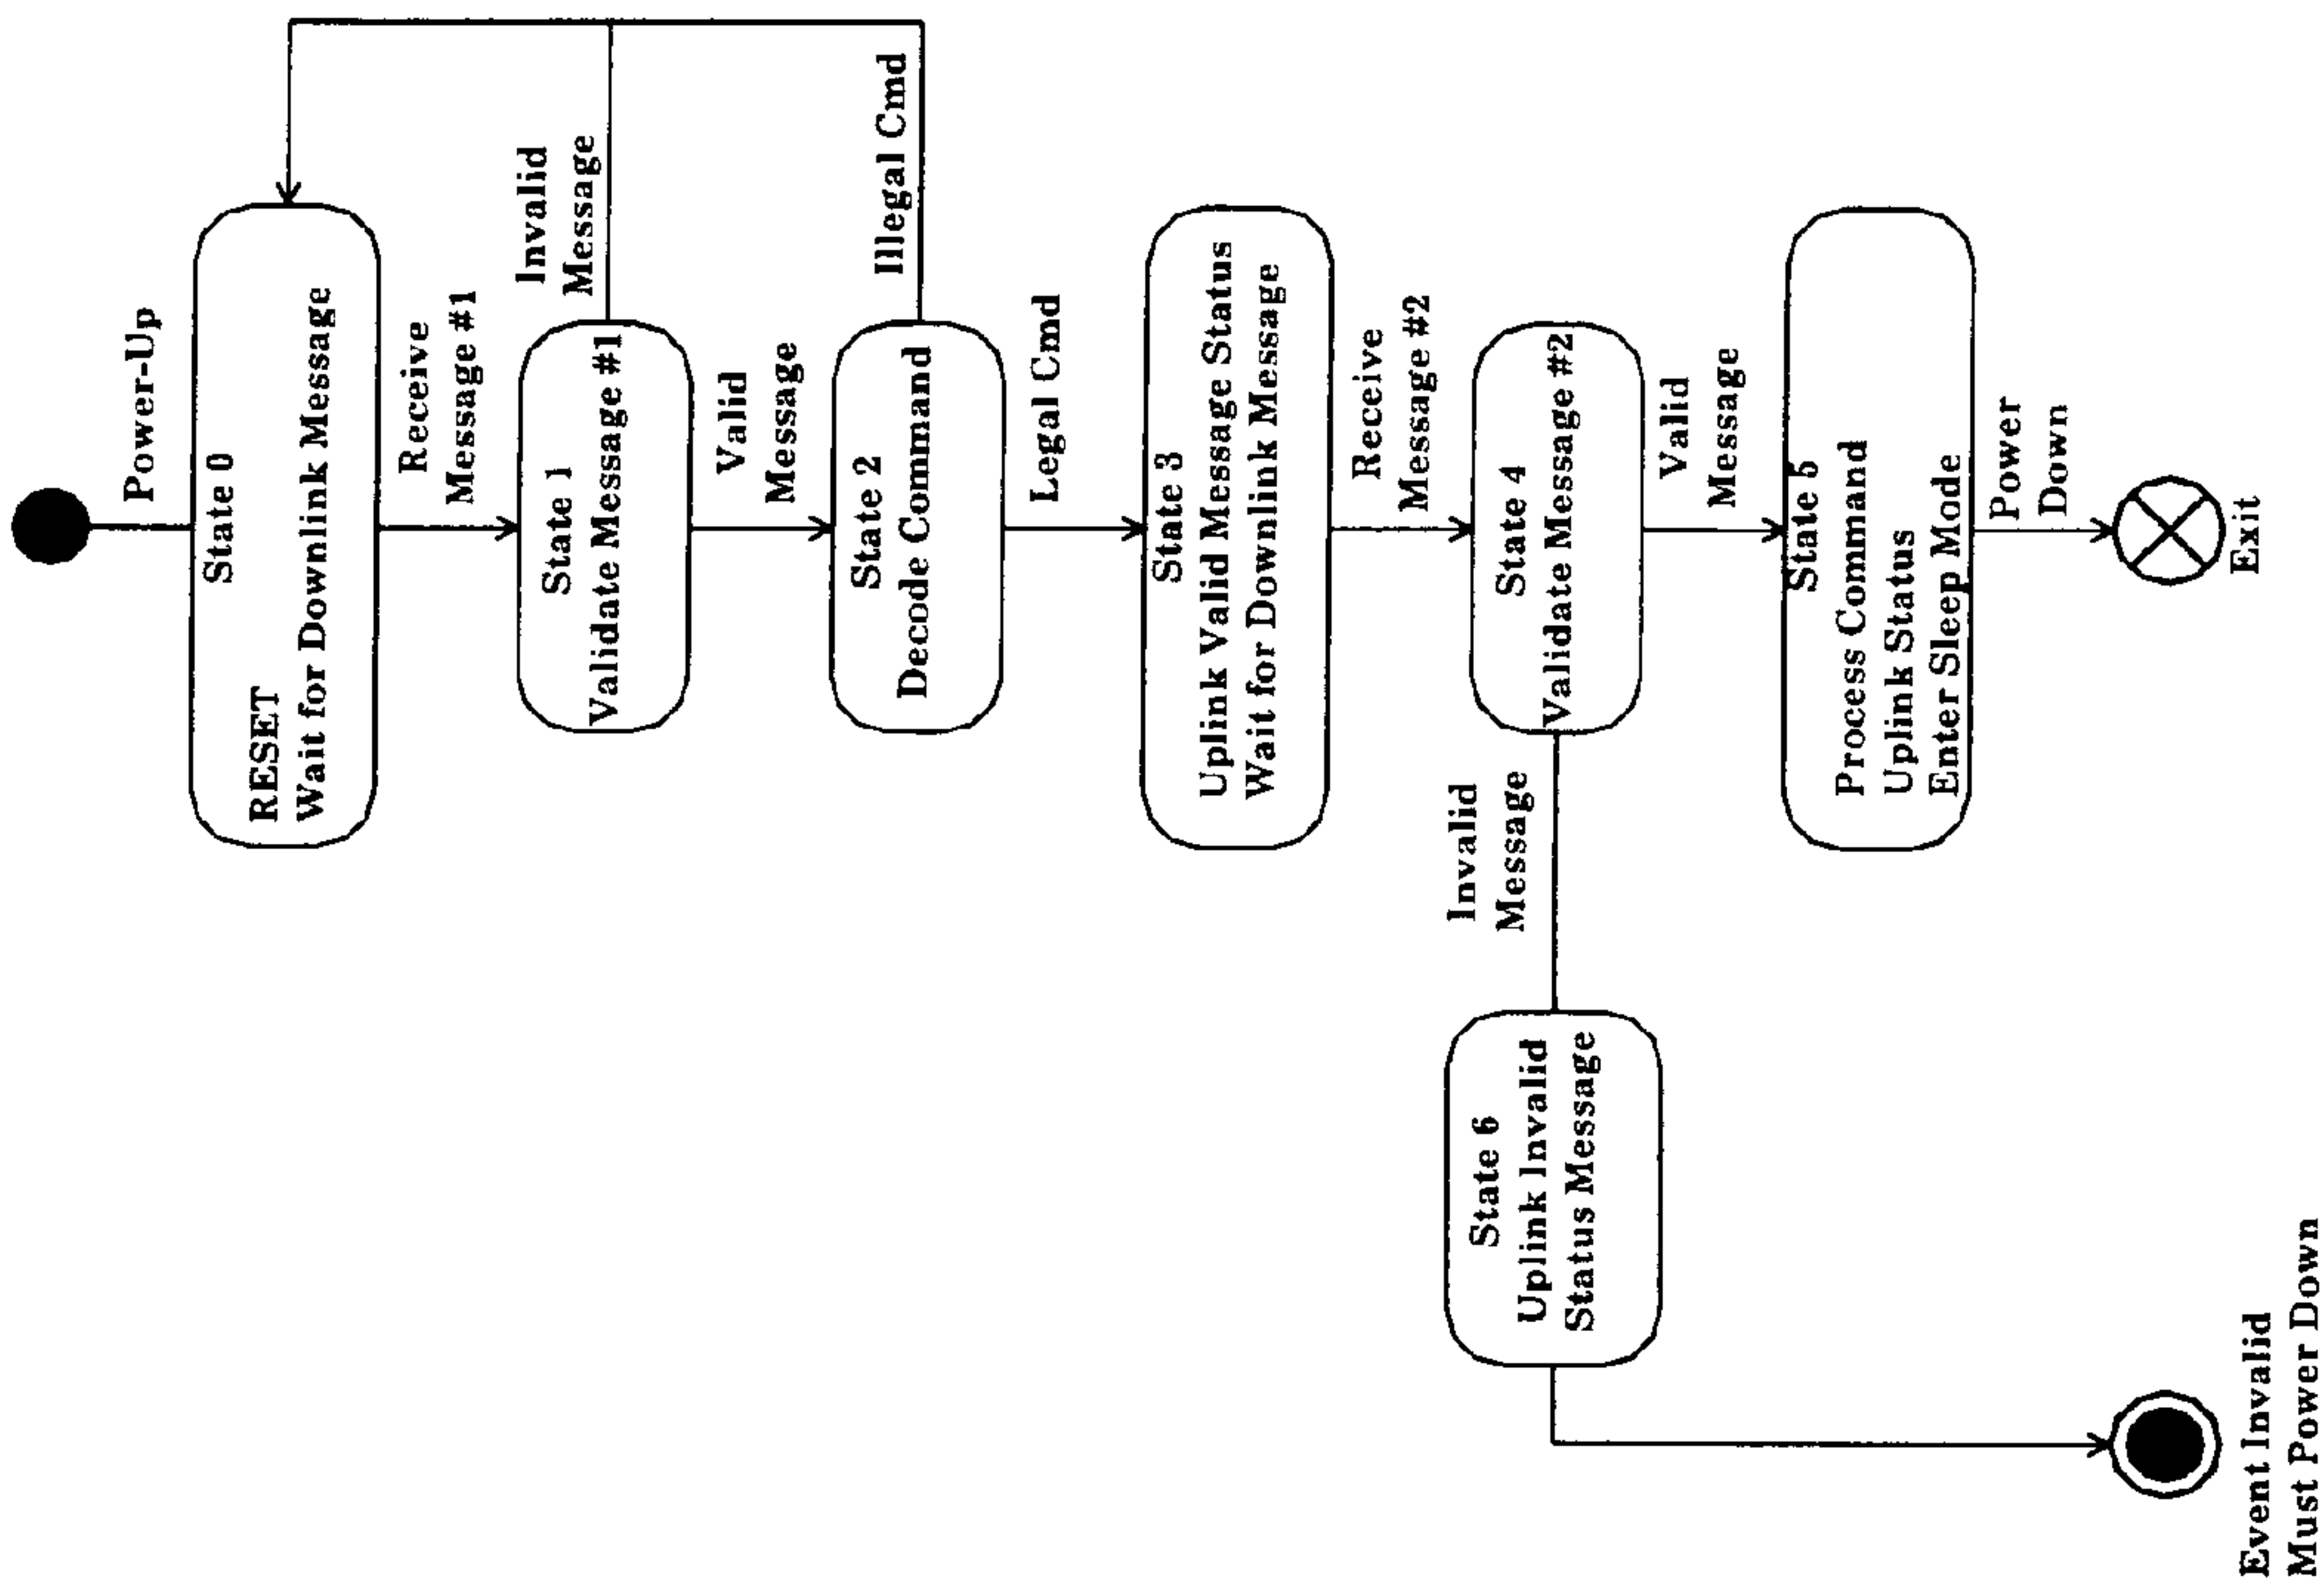 Power-Up
State 0
RESET
Wait for Downlink Message
Receive
Message #1
State 1
Validate Message #1
Invalid
Message
Valid
Message
State 2
Decode Command
Illegal Cmd
Legal Cmd
State 3
Uplink Valid Message Status
Wait for Downlink Message
Receive
Message #2
State 4
Validate Message #2
Invalid
Message
State 6
Uplink Invalid
Status Message
Valid
Message
State 5
Process Command
Uplink Status
Enter Sleep Mode
Power
Down
Exit
Event Invalid
Must Power Down